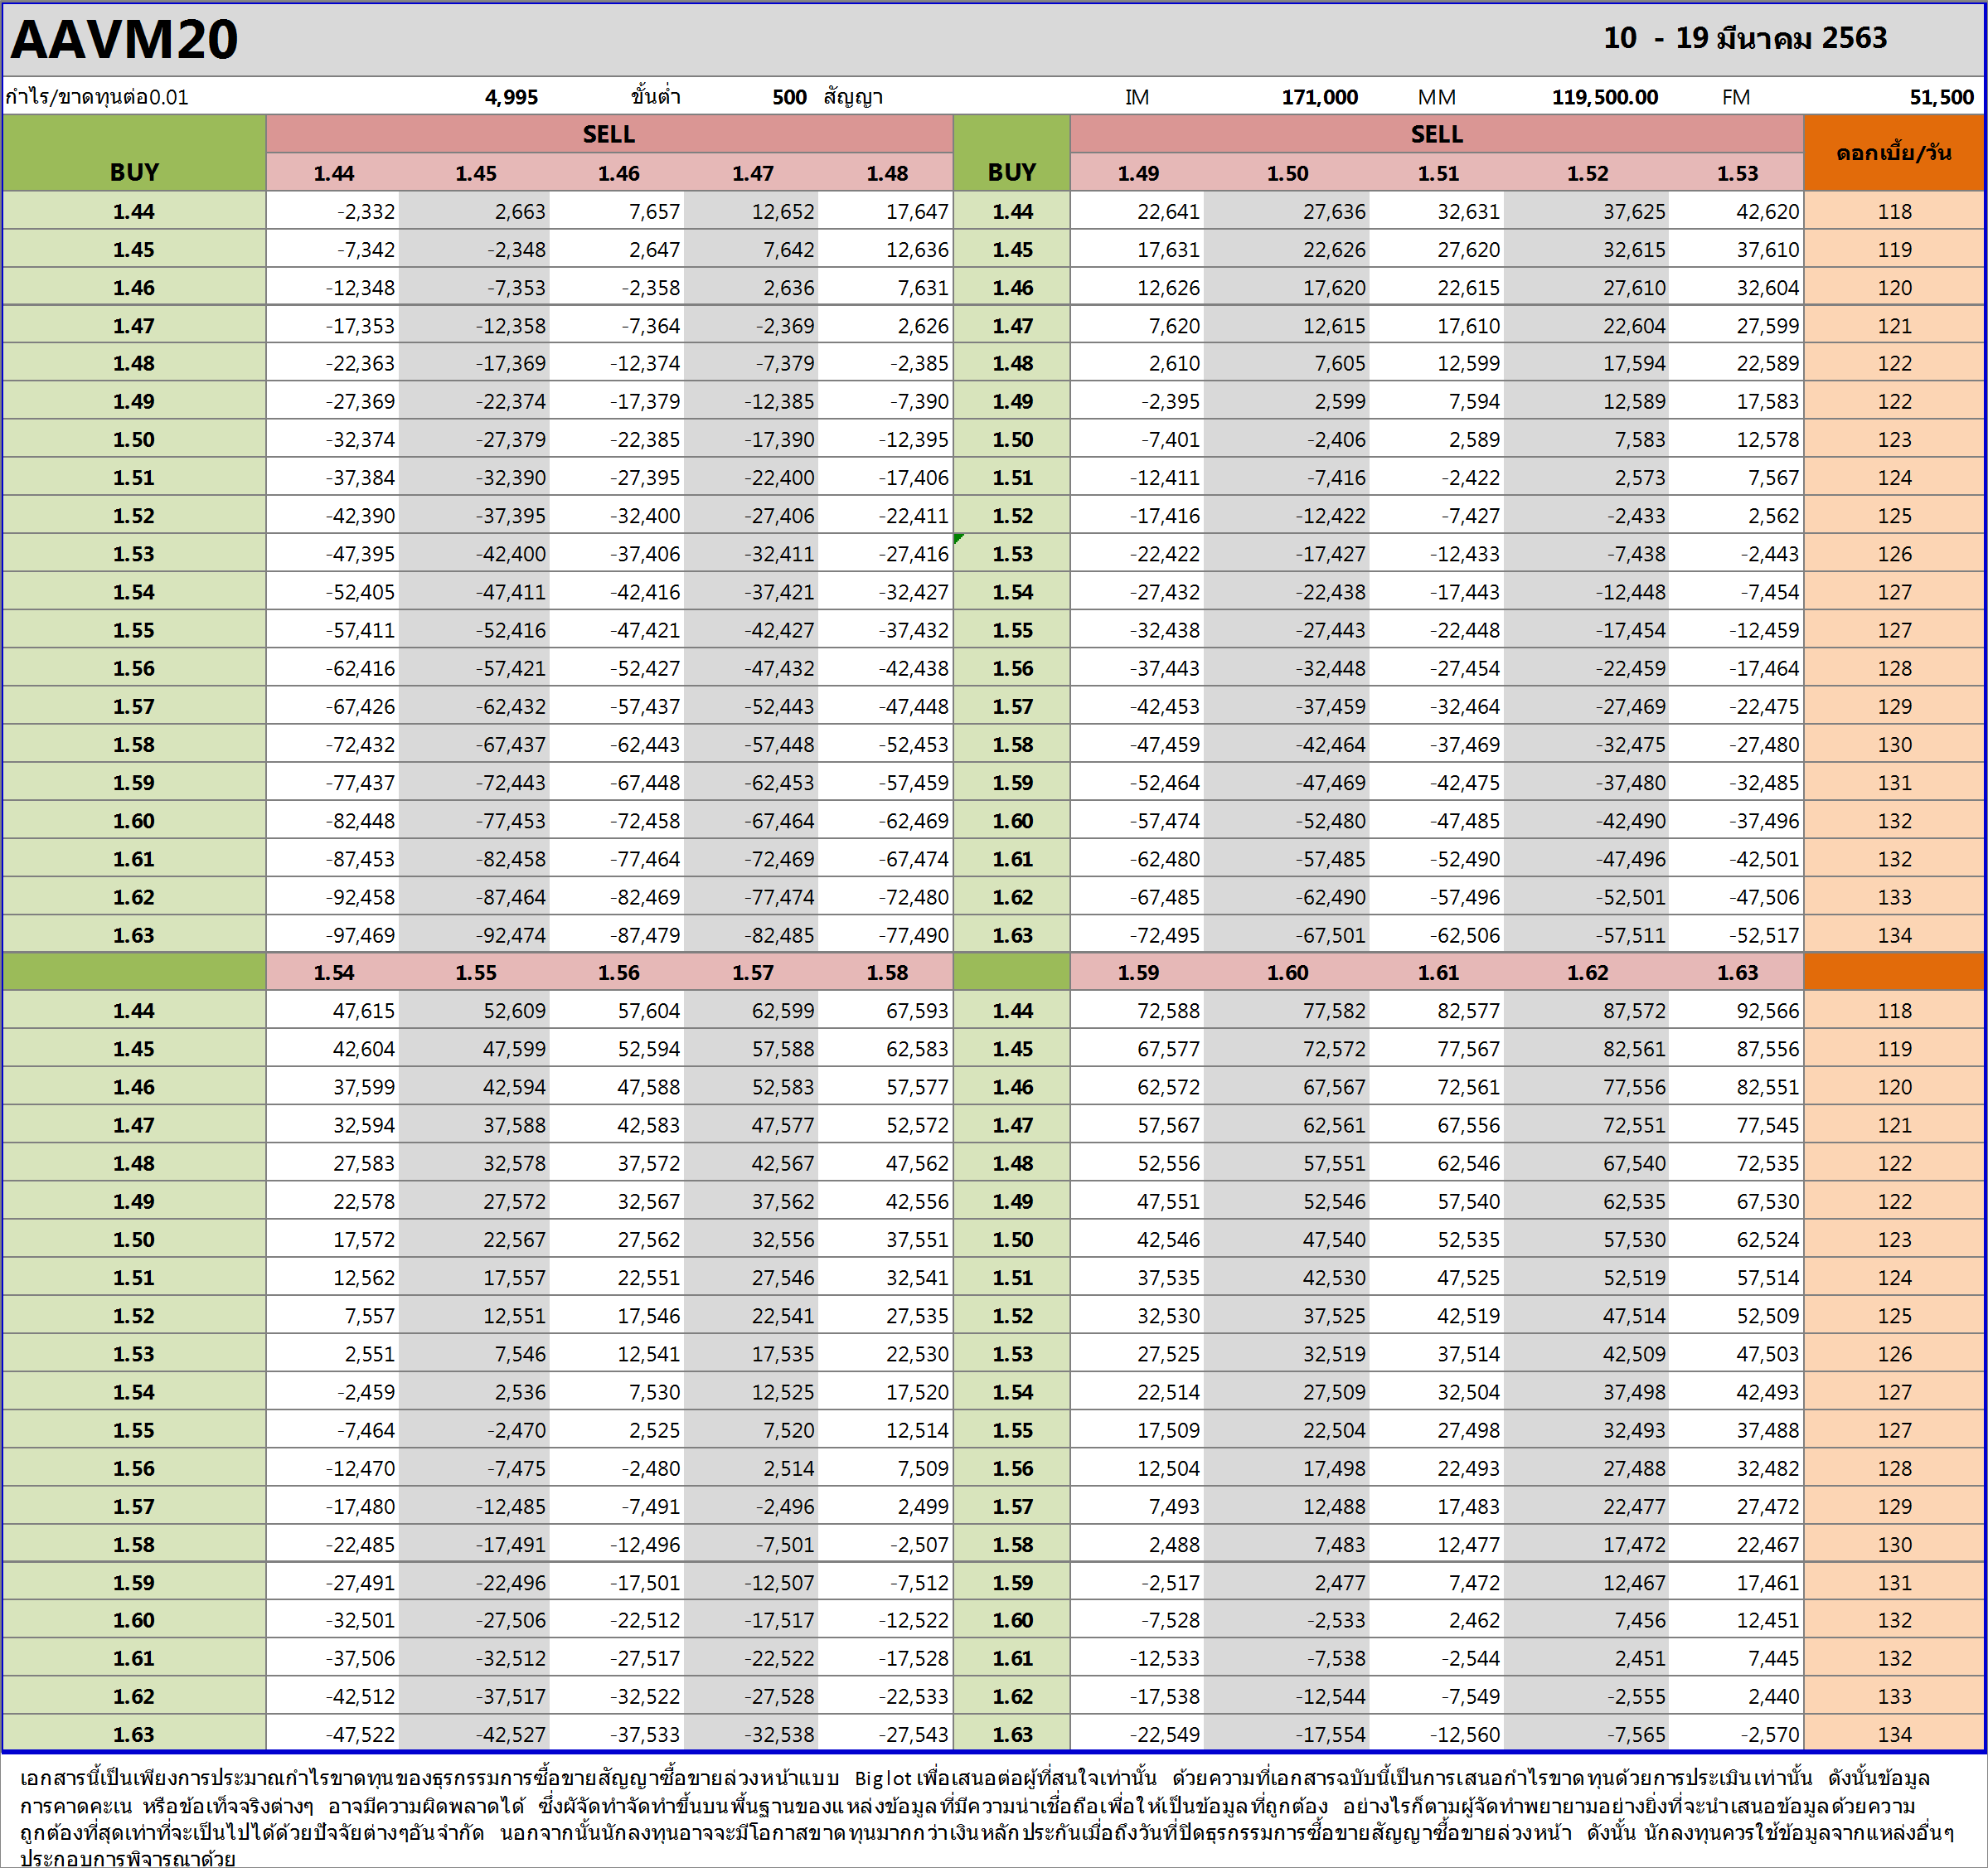 AAVM20 10 - 19 มีนาคม 2563
กำไร/ขาดทุนต่อ0.01 4,995 ขั้นต่ำ 500 สัญญา IM 171,000 MM 119,500.00 FM 51,500
SELL SELL ดอกเบี้ย/วัน
BUY 1.44 1.45 1.46 1.47 1.48 BUY 1.49 1.50 1.51 1.52 1.53
1.44 -2,332 2,663 7,657 12,652 17,647 1.44 22,641 27,636 32,631 37,625 42,620 118
1.45 -7,342 -2,348 2,647 7,642 12,636 1.45 17,631 22,626 27,620 32,615 37,610 119
1.46 -12,348 -7,353 -2,358 2,636 7,631 1.46 12,626 17,620 22,615 27,610 32,604 120
1.47 -17,353 -12,358 -7,364 -2,369 2,626 1.47 7,620 12,615 17,610 22,604 27,599 121
1.48 -22,363 -17,369 -12,374 -7,379 -2,385 1.48 2,610 7,605 12,599 17,594 22,589 122
1.49 -27,369 -22,374 -17,379 -12,385 -7,390 1.49 -2,395 2,599 7,594 12,589 17,583 122
1.50 -32,374 -27,379 -22,385 -17,390 -12,395 1.50 -7,401 -2,406 2,589 7,583 12,578 123
1.51 -37,384 -32,390 -27,395 -22,400 -17,406 1.51 -12,411 -7,416 -2,422 2,573 7,567 124
1.52 -42,390 -37,395 -32,400 -27,406 -22,411 1.52 -17,416 -12,422 -7,427 -2,433 2,562 125
1.53 -47,395 -42,400 -37,406 -32,411 -27,416 1.53 -22,422 -17,427 -12,433 -7,438 -2,443 126
1.54 -52,405 -47,411 -42,416 -37,421 -32,427 1.54 -27,432 -22,438 -17,443 -12,448 -7,454 127
1.55 -57,411 -52,416 -47,421 -42,427 -37,432 1.55 -32,438 -27,443 -22,448 -17,454 -12,459 127
1.56 -62,416 -57,421 -52,427 -47,432 -42,438 1.56 -37,443 -32,448 -27,454 -22,459 -17,464 128
1.57 -67,426 -62,432 -57,437 -52,443 -47,448 1.57 -42,453 -37,459 -32,464 -27,469 -22,475 129
1.58 -72,432 -67,437 -62,443 -57,448 -52,453 1.58 -47,459 -42,464 -37,469 -32,475 -27,480 130
1.59 -77,437 -72,443 -67,448 -62,453 -57,459 1.59 -52,464 -47,469 -42,475 -37,480 -32,485 131
1.60 -82,448 -77,453 -72,458 -67,464 -62,469 1.60 -57,474 -52,480 -47,485 -42,490 -37,496 132
1.61 -87,453 -82,458 -77,464 -72,469 -67,474 1.61 -62,480 -57,485 -52,490 -47,496 -42,501 132
1.62 -92,458 -87,464 -82,469 -77,474 -72,480 1.62 -67,485 -62,490 -57,496 -52,501 -47,506 133
1.63 -97,469 -92,474 -87,479 -82,485 -77,490 1.63 -72,495 -67,501 -62,506 -57,511 -52,517 134
1.54 1.55 1.56 1.57 1.58 1.59 1.60 1.61 1.62 1.63
1.44 47,615 52,609 57,604 62,599 67,593 1.44 72,588 77,582 82,577 87,572 92,566 118
1.45 42,604 47,599 52,594 57,588 62,583 1.45 67,577 72,572 77,567 82,561 87,556 119
1.46 37,599 42,594 47,588 52,583 57,577 1.46 62,572 67,567 72,561 77,556 82,551 120
1.47 32,594 37,588 42,583 47,577 52,572 1.47 57,567 62,561 67,556 72,551 77,545 121
1.48 27,583 32,578 37,572 42,567 47,562 1.48 52,556 57,551 62,546 67,540 72,535 122
1.49 22,578 27,572 32,567 37,562 42,556 1.49 47,551 52,546 57,540 62,535 67,530 122
1.50 17,572 22,567 27,562 32,556 37,551 1.50 42,546 47,540 52,535 57,530 62,524 123
1.51 12,562 17,557 22,551 27,546 32,541 1.51 37,535 42,530 47,525 52,519 57,514 124
1.52 7,557 12,551 17,546 22,541 27,535 1.52 32,530 37,525 42,519 47,514 52,509 125
1.53 2,551 7,546 12,541 17,535 22,530 1.53 27,525 32,519 37,514 42,509 47,503 126
1.54 -2,459 2,536 7,530 12,525 17,520 1.54 22,514 27,509 32,504 37,498 42,493 127
1.55 -7,464 -2,470 2,525 7,520 12,514 1.55 17,509 22,504 27,498 32,493 37,488 127
1.56 -12,470 -7,475 -2,480 2,514 7,509 1.56 12,504 17,498 22,493 27,488 32,482 128
1.57 -17,480 -12,485 -7,491 -2,496 2,499 1.57 7,493 12,488 17,483 22,477 27,472 129
1.58 -22,485 -17,491 -12,496 -7,501 -2,507 1.58 2,488 7,483 12,477 17,472 22,467 130
1.59 -27,491 -22,496 -17,501 -12,507 -7,512 1.59 -2,517 2,477 7,472 12,467 17,461 131
1.60 -32,501 -27,506 -22,512 -17,517 -12,522 1.60 -7,528 -2,533 2,462 7,456 12,451 132
1.61 -37,506 -32,512 -27,517 -22,522 -17,528 1.61 -12,533 -7,538 -2,544 2,451 7,445 132
1.62 -42,512 -37,517 -32,522 -27,528 -22,533 1.62 -17,538 -12,544 -7,549 -2,555 2,440 133
1.63 -47,522 -42,527 -37,533 -32,538 -27,543 1.63 -22,549 -17,554 -12,560 -7,565 -2,570 134
เอกสารนี้เป็นเพียงการประมาณกำไรขาดทุนของธุรกรรมการซื้อขายสัญญาซื้อขายล่วงหน้าแบบ Big lot เพื่อเสนอต่อผู้ที่สนใจเท่านั้น ด้วยความที่เอกสารฉบับนี้เป็นการเสนอกำไรขาดทุนด้วยการประเมินเท่านั้น ดังนั้นข้อมูล
การคาดคะเน หรือข้อเท็จจริงต่างๆ อาจมีความผิดพลาดได้ ซึ่งผัจัดทำจัดทำขึ้นบนพื้นฐานของแหล่งข้อมูลที่มีความน่าเชื่อถือเพื่อให้เป็นข้อมูลที่ถูกต้อง อย่างไรก็ตามผู้จัดทำพยายามอย่างยิ่งที่จะนำเสนอข้อมูลด้วยความ
ถูกต้องที่สุดเท่าที่จะเป็นไปได้ด้วยปัจจัยต่างๆอันจำกัด นอกจากนั้นนักลงทุนอาจจะมีโอกาสขาดทุนมากกว่าเงินหลักประกันเมื่อถึงวันที่ปิดธุรกรรมการซื้อขายสัญญาซื้อขายล่วงหน้า ดังนั้น นักลงทุนควรใช้ข้อมูลจากแหล่งอื่นๆ
ประกอบการพิจารณาด้วย